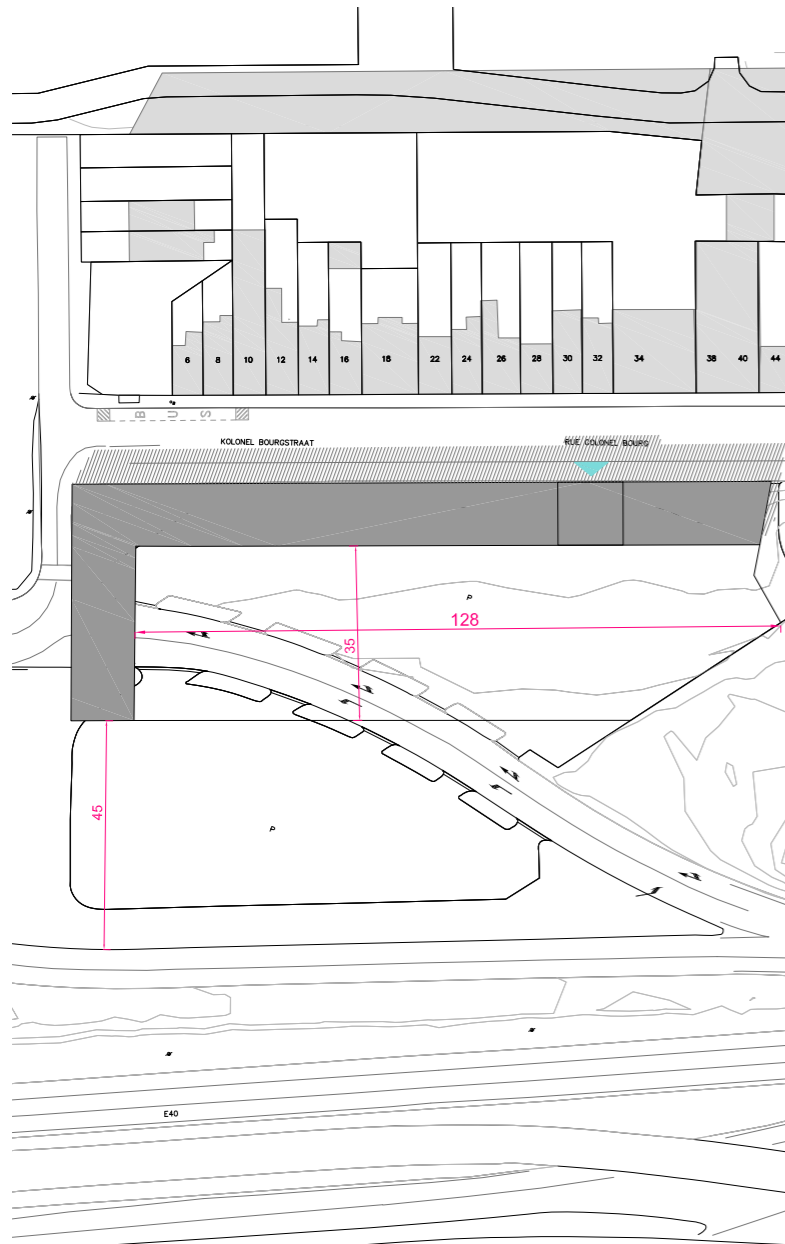 6 8 10 12 14 16 18 22 24 26 28 30 32 34 38 40 44
BUS
KOLONEL BOURGSTRAAT RUE COLONEL BOURG
P
128
35
45
P
E40